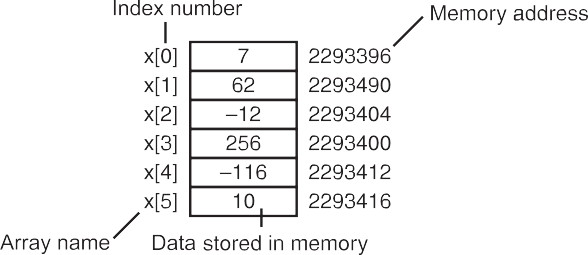 Index number
Memory address
x[0] 7 2293396
x[1] 62 2293490
x[2] –12 2293404
x[3] 256 2293400
x[4] –116 2293412
x[5] 10 2293416
Array name
Data stored in memory